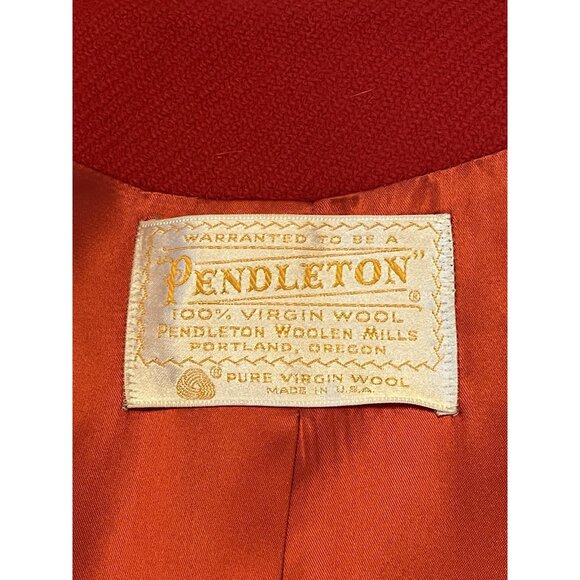 WARRANTED TO BE A
"PENDLETON" ®
100% VIRGIN WOOL
PENDLETON WOOLEN MILLS
PORTLAND, OREGON
® PURE VIRGIN WOOL
MADE IN U.S.A.